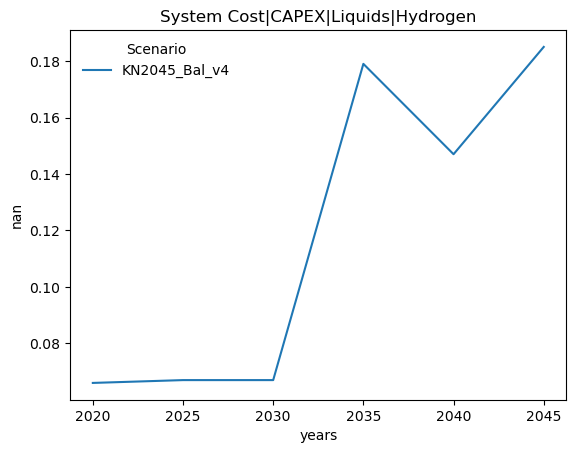 System Cost|CAPEX|Liquids|Hydrogen
Scenario
KN2045_Bal_v4
0.18
0.16
0.14
0.12
0.10
0.08
nan
2020 2025 2030 2035 2040 2045
years